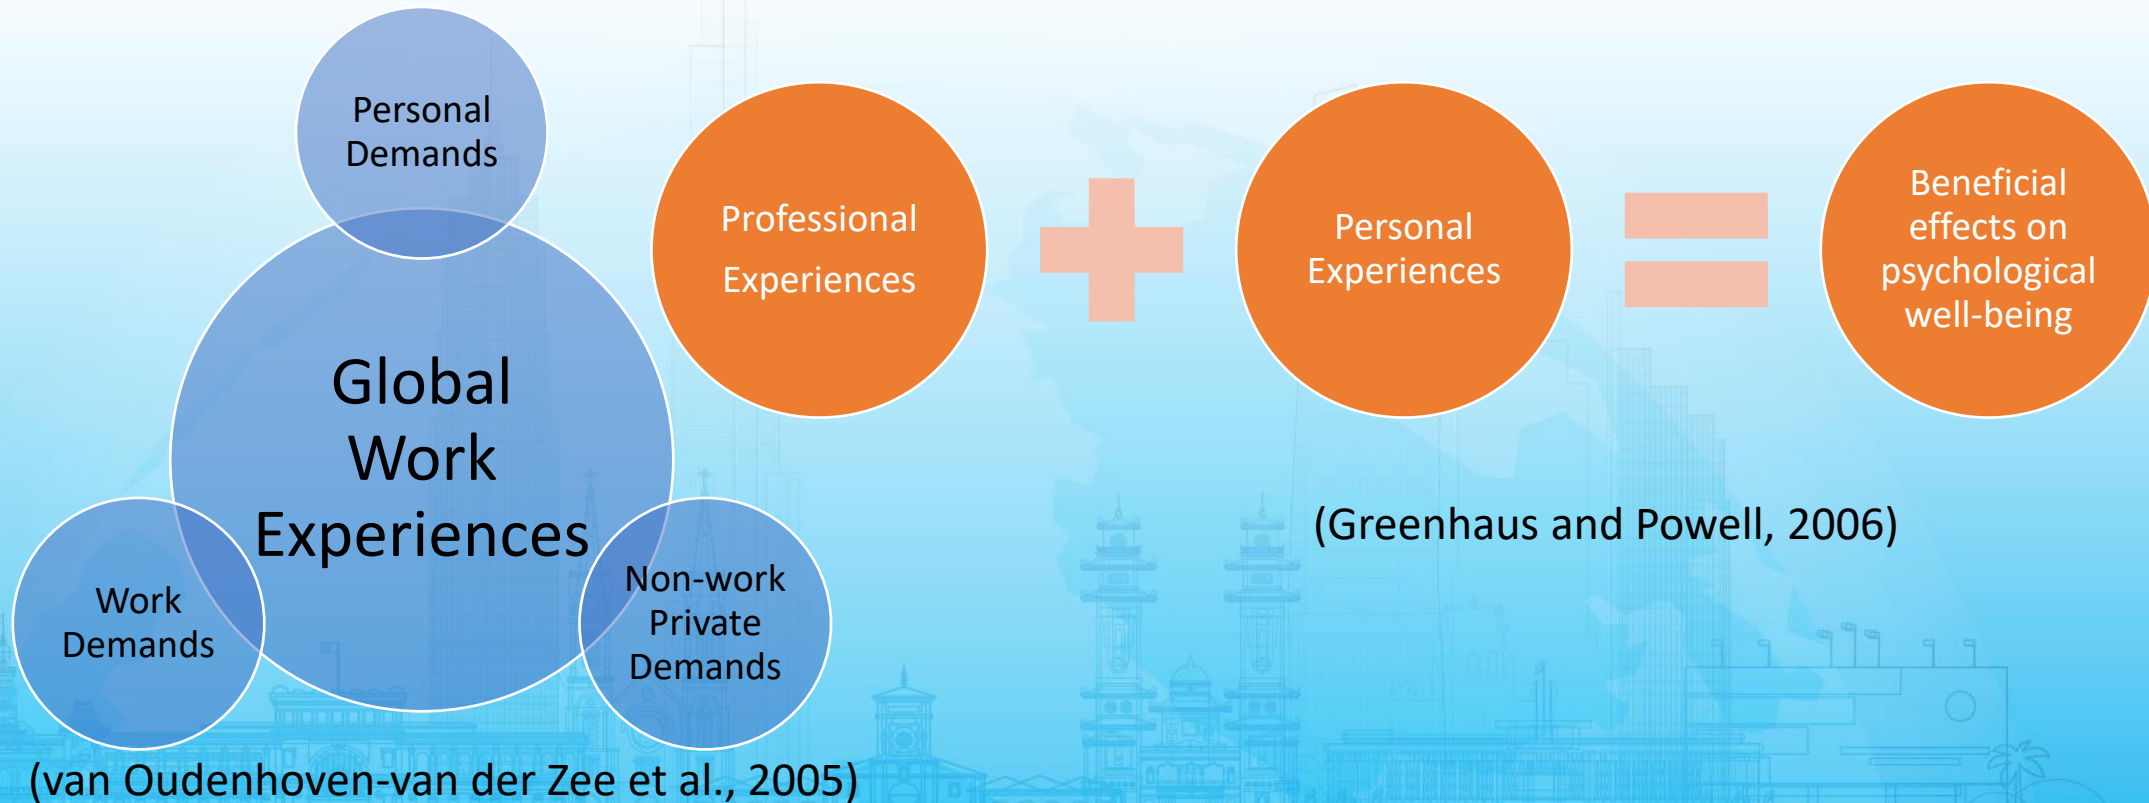 Personal
Demands
Global
Work
Experiences
Work
Demands
Non-work
Private
Demands
(van Oudenhoven-van der Zee et al., 2005)
Professional
Experiences
Personal
Experiences
Beneficial
effects on
psychological
well-being
(Greenhaus and Powell, 2006)